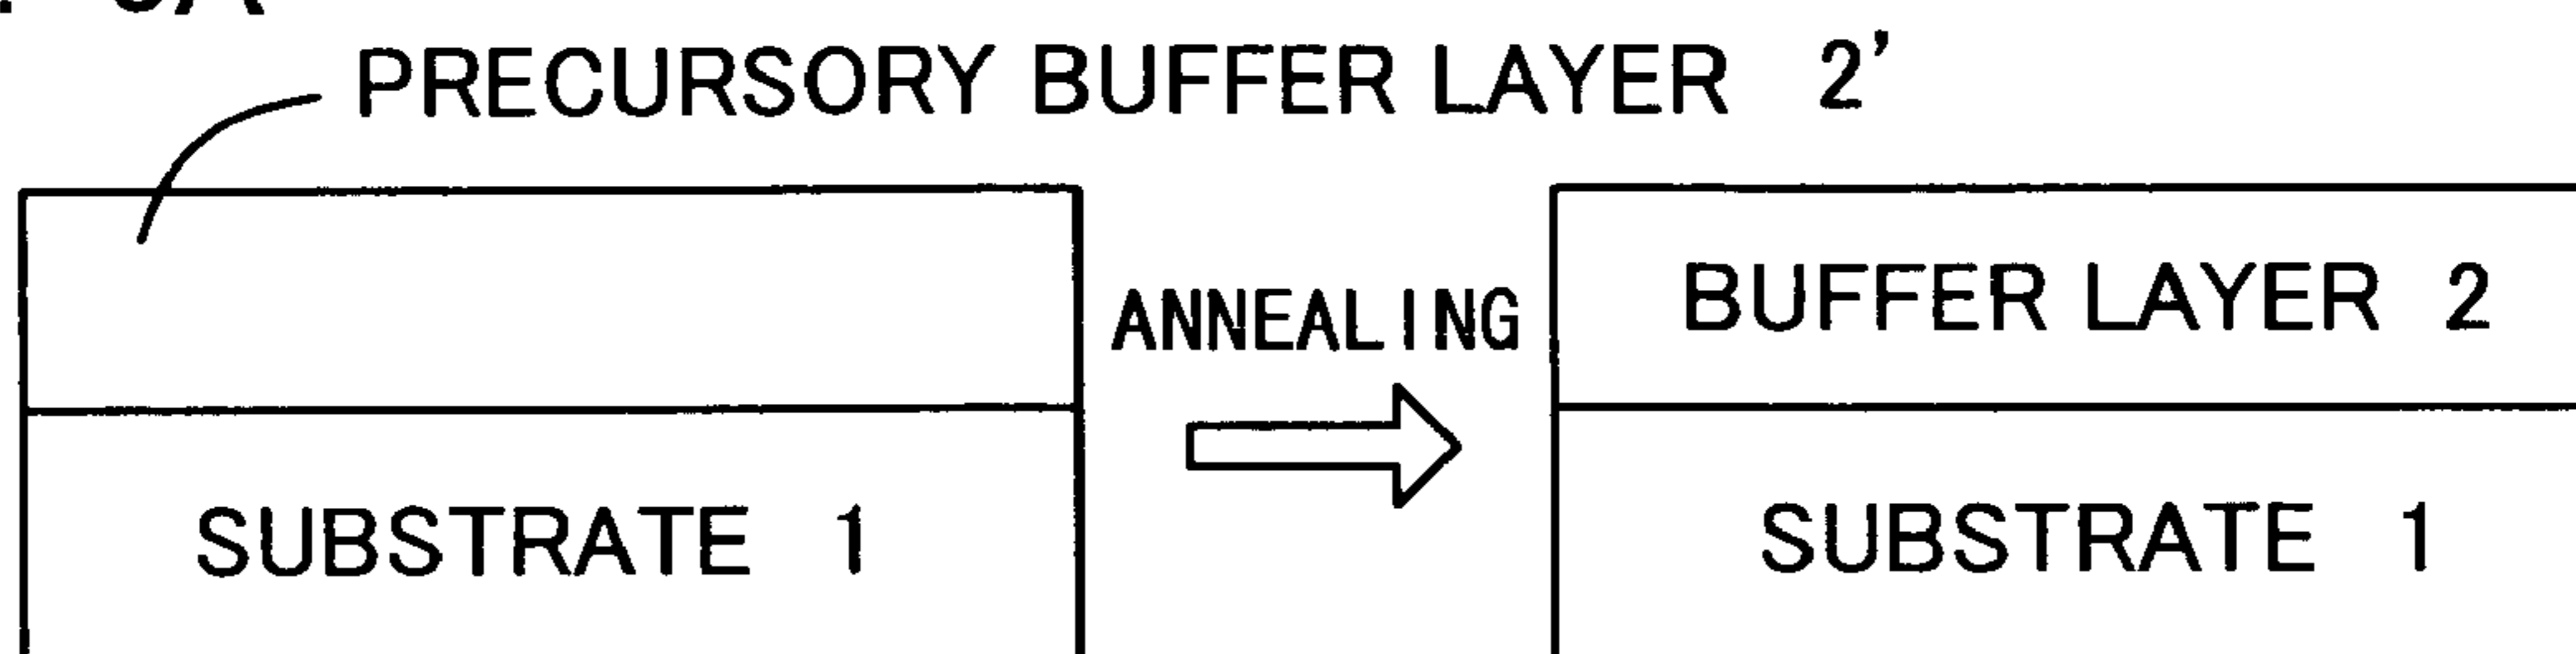 PRECURSORY BUFFER LAYER 2'
ANNEALING
BUFFER LAYER 2
SUBSTRATE 1
SUBSTRATE 1